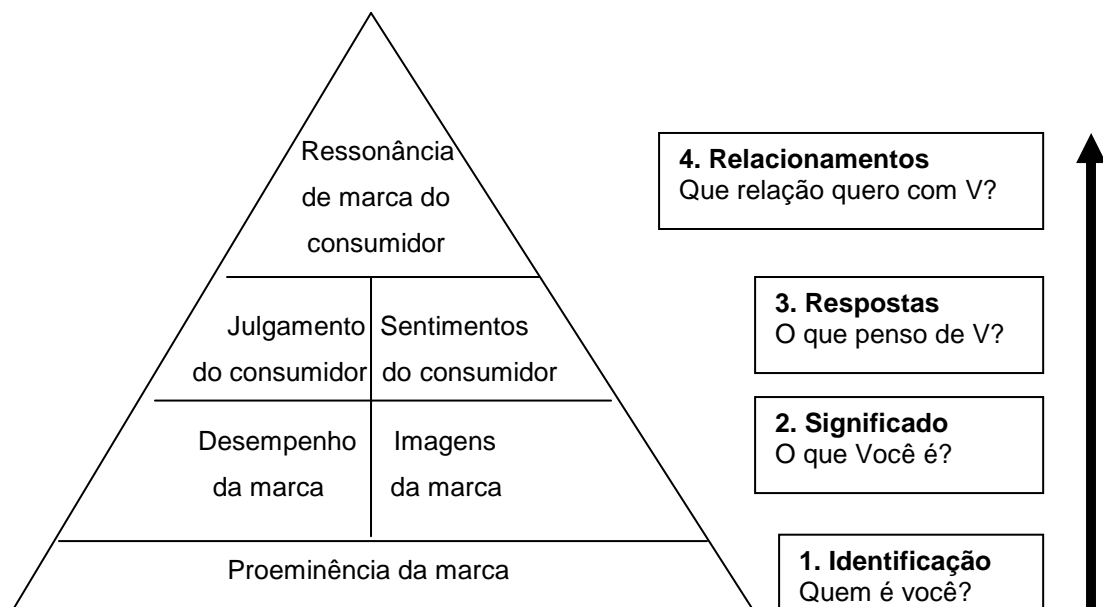 Ressonância
de marca do
consumidor
4. Relacionamentos
Que relação quero com V?
Julgamento
do consumidor
Sentimentos
do consumidor
3. Respostas
O que penso de V?
Desempenho
da marca
Imagens
da marca
2. Significado
O que Você é?
Proeminência da marca
1. Identificação
Quem é você?